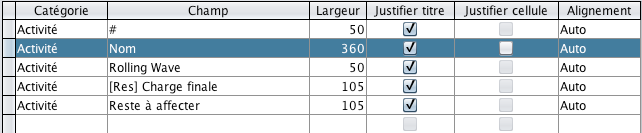 Catégorie Champ Largeur Justifier titre Justifier cellule Alignement
Activité # 50 Auto
Activité Nom 360 Auto
Activité Rolling Wave 50 Auto
Activité [Res] Charge finale 105 Auto
Activité Reste à affecter 105 Auto